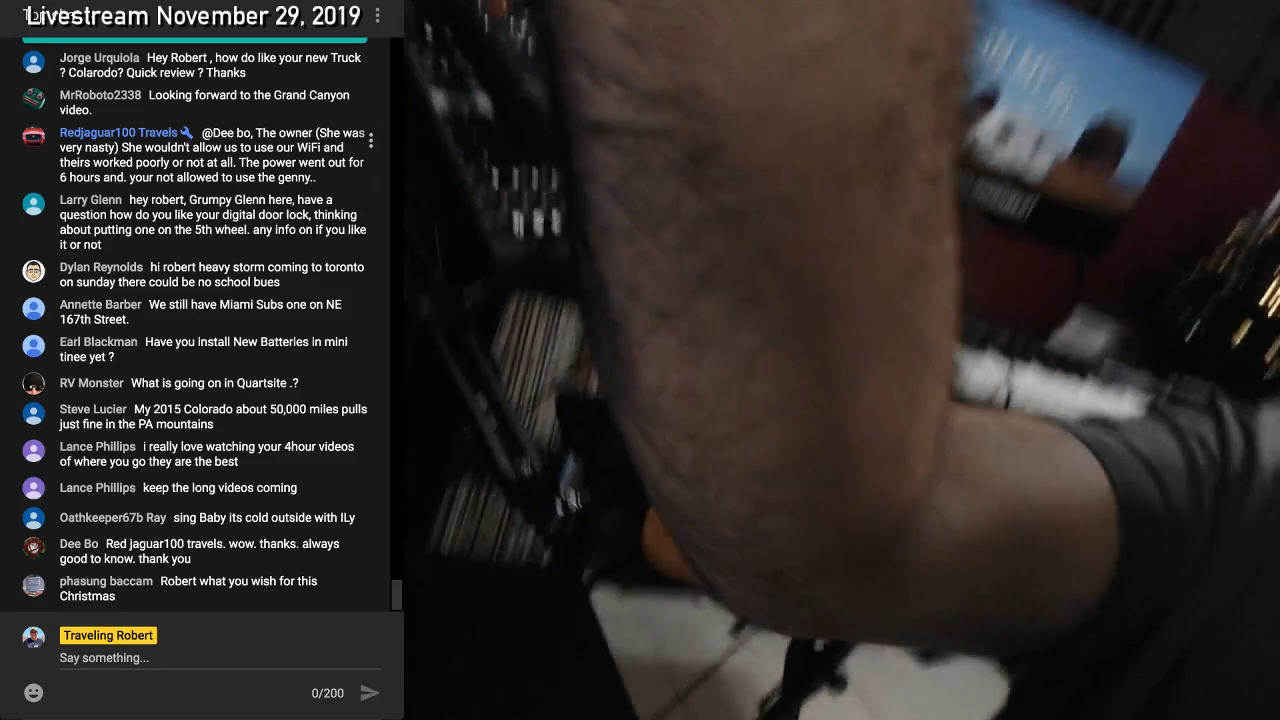 Livestream November 29, 2019
Jorge Urquiola Hey Robert , how do like your new Truck
? Colarodo? Quick review ? Thanks
MrRoboto2338 Looking forward to the Grand Canyon
video.
Redjaguar100 Travels @Dee bo, The owner (She was
very nasty) She wouldn't allow us to use our WiFi and
theirs worked poorly or not at all. The power went out for
6 hours and. your not allowed to use the genny..
Larry Glenn hey robert, Grumpy Glenn here, have a
question how do you like your digital door lock, thinking
about putting one on the 5th wheel. any info on if you like
it or not
Dylan Reynolds hi robert heavy storm coming to toronto
on sunday there could be no school bues
Annette Barber We still have Miami Subs one on NE
167th Street.
Earl Blackman Have you install New Batteries in mini
tinee yet ?
RV Monster What is going on in Quartsite .?
Steve Lucier My 2015 Colorado about 50,000 miles pulls
just fine in the PA mountains
Lance Phillips i really love watching your 4hour videos
of where you go they are the best
Lance Phillips keep the long videos coming
Oathkeeper67b Ray sing Baby its cold outside with ILy
Dee Bo Red jaguar100 travels. wow. thanks. always
good to know. thank you
phasung baccam Robert what you wish for this
Christmas
Traveling Robert
Say something...
0/200